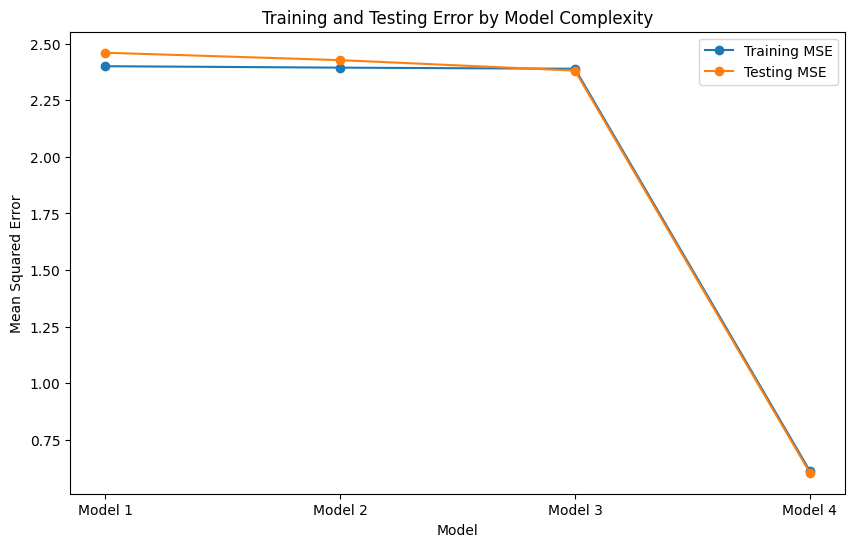 Training and Testing Error by Model Complexity
Training MSE
Testing MSE
2.50
2.25
2.00
1.75
1.50
1.25
1.00
0.75
Mean Squared Error
Model 1
Model 2
Model 3
Model 4
Model